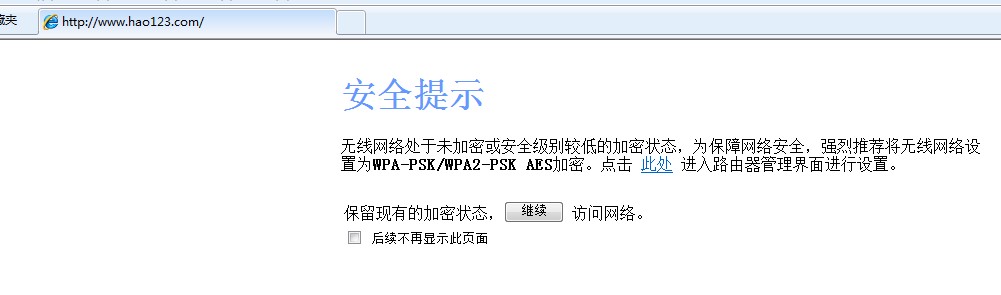 藏夹
http://www.hao123.com/
安全提示
无线网络处于未加密或安全级别较低的加密状态，为保障网络安全，强烈推荐将无线网络设
置为WPA-PSK/WPA2-PSK AES加密。点击 此处 进入路由器管理界面进行设置。
保留现有的加密状态， 继续 访问网络。
后续不再显示此页面